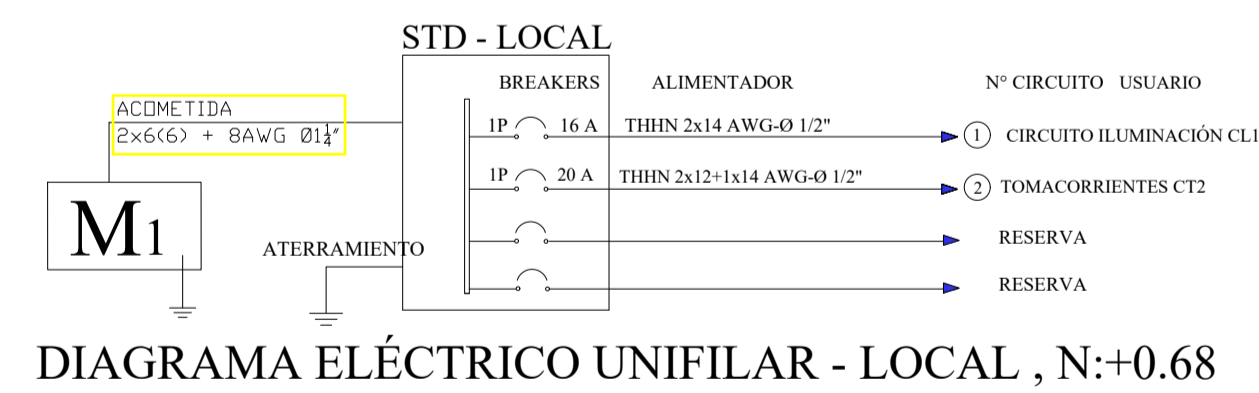 STD - LOCAL
BREAKERS ALIMENTADOR N° CIRCUITO USUARIO
ACOMETIDA
2x6(6) + 8AWG Ø1¼"
1P 16 A THHN 2x14 AWG-Ø 1/2" 1 CIRCUITO ILUMINACIÓN CL1
1P 20 A THHN 2x12+1x14 AWG-Ø 1/2" 2 TOMACORRIENTES CT2
M1
ATERRAMIENTO
RESERVA
RESERVA
DIAGRAMA ELÉCTRICO UNIFILAR - LOCAL , N:+0.68